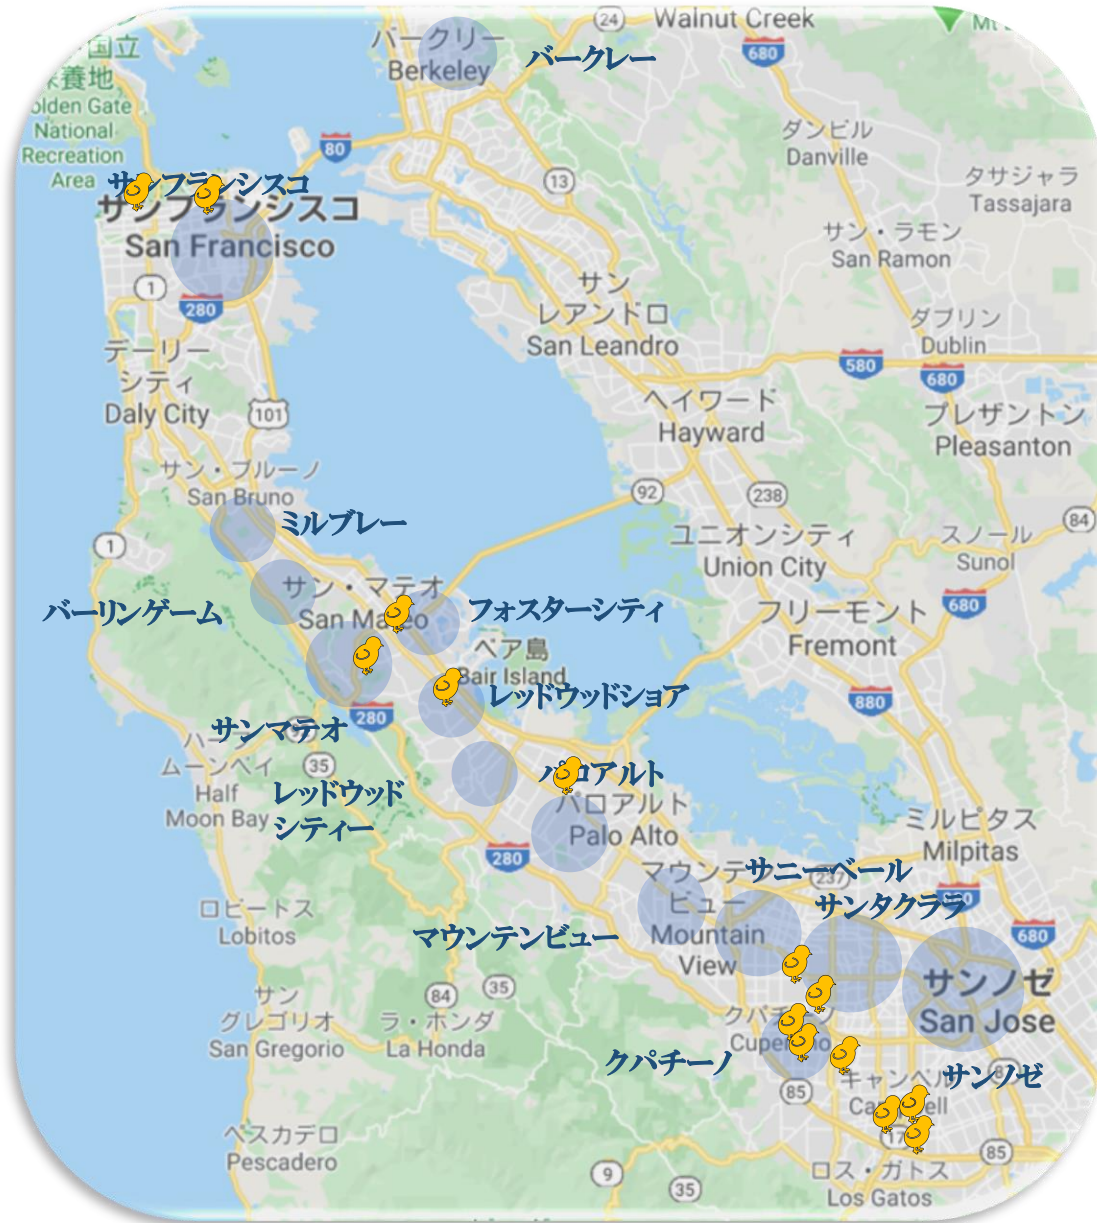 24
Walnut Creek
国立
養地
olden Gate
National
Recreation
Area
バークリー
Berkeley
バークレー
680
80
13
ダンビル
Danville
タサジャラ
Tassajara
サンフランシスコ
サンフランシスコ
San Francisco
サン・ラモン
San Ramon
1
280
サン
レアンドロ
San Leandro
ダブリン
Dublin
デーリー
シティ
Daly City
580
680
101
ヘイワード
Hayward
プレザントン
Pleasanton
サン・ブルーノ
San Bruno
92
238
84
ミルブレー
1
ユニオンシティ
Union City
スノール
Sunol
サン・マテオ
San Mateo
バーリンゲーム
フォスターシティ
680
フリーモント
Fremont
ベア島
Bair Island
レッドウッドショア
880
280
サンマテオ
ハーフ
ムーンベイ
Half
Moon Bay
35
レッドウッド
シティー
パロアルト
パロアルト
Palo Alto
ミルピタス
Milpitas
280
マウンテン
ビュー
Mountain
View
サニーベール
237
サンタクララ
880
ロビートス
Lobitos
マウンテンビュー
680
サンノゼ
San Jose
35
84
サン
グレゴリオ
San Gregorio
ラ・ホンダ
La Honda
クパチーノ
Cupertino
クパチーノ
サンノゼ
85
キャンベル
Campbell
17
ペスカデロ
Pescadero
85
9
35
ロス・ガトス
Los Gatos